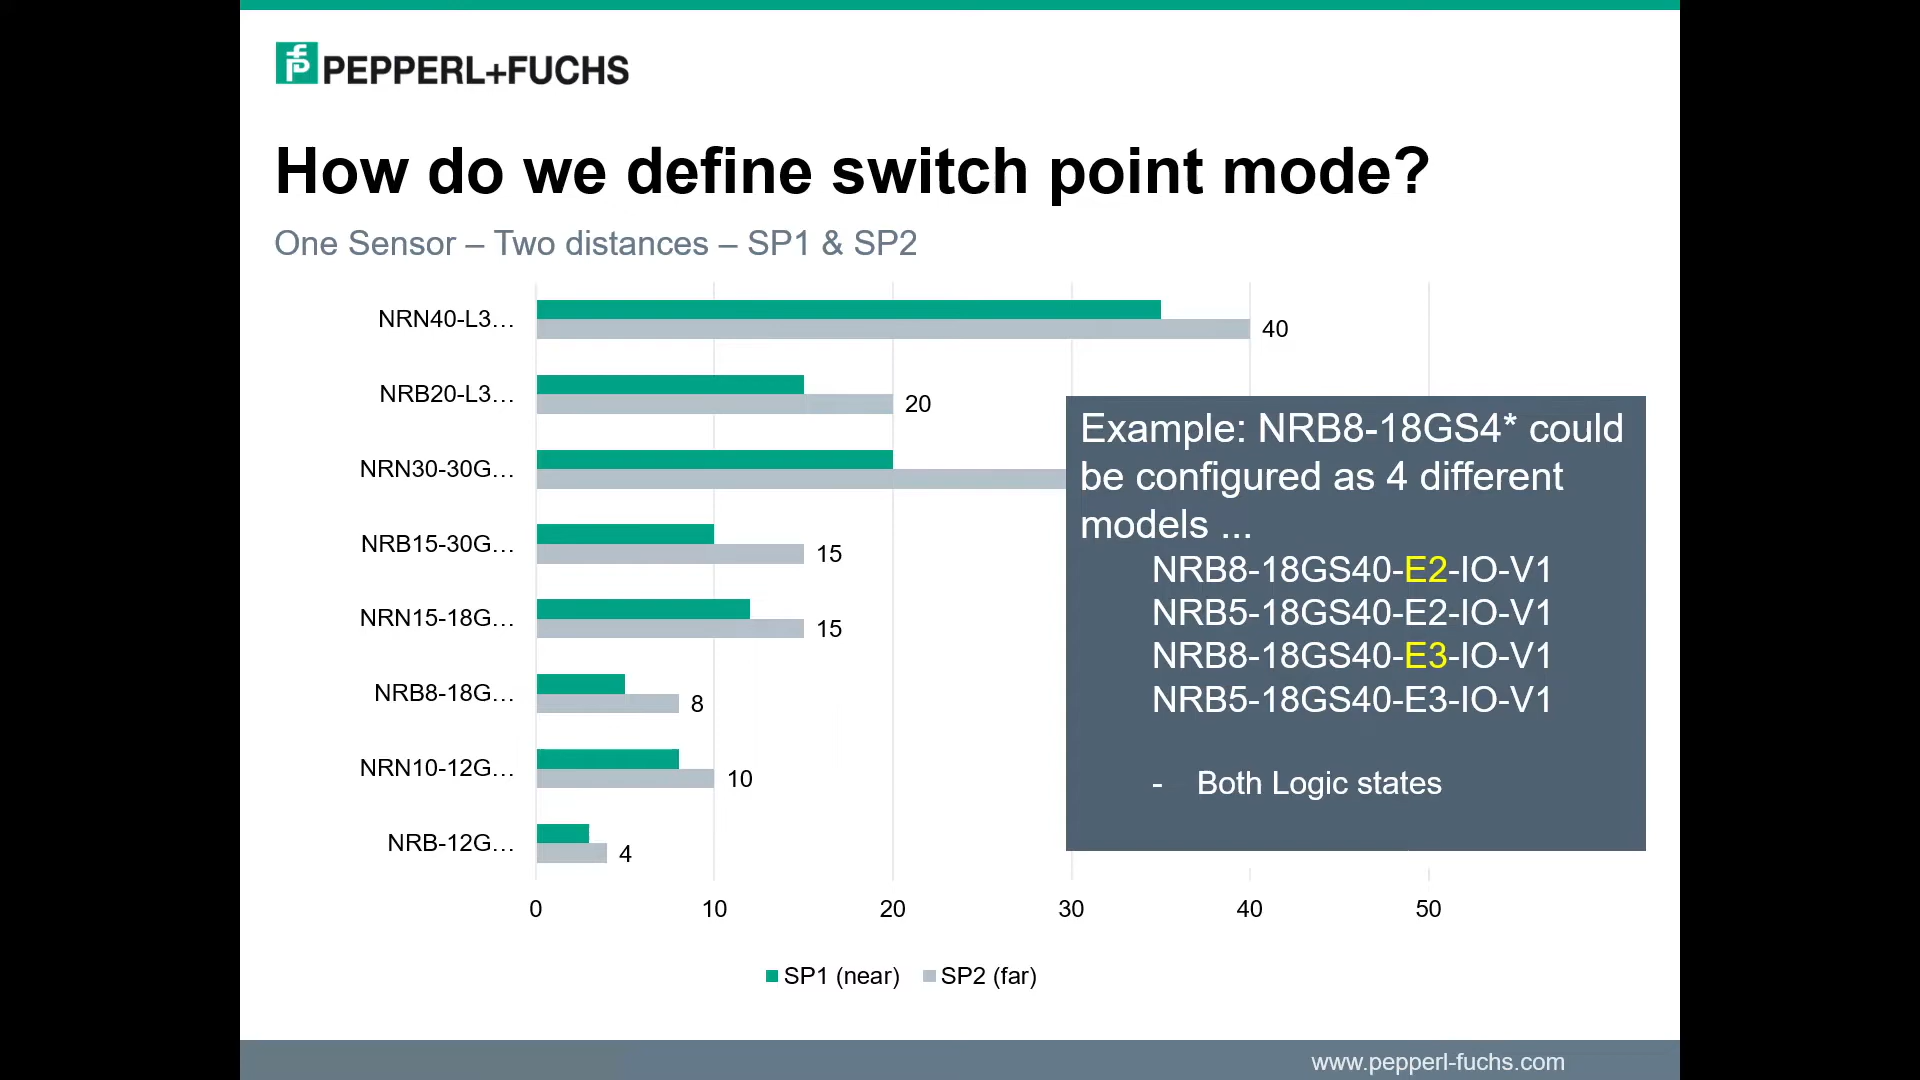 PEPPERL+FUCHS
How do we define switch point mode?
One Sensor – Two distances – SP1 & SP2
NRN40-L3…
40
NRB20-L3…
20
NRN30-30G…
NRB15-30G…
15
NRN15-18G…
15
NRB8-18G…
8
NRN10-12G…
10
NRB-12G…
4
0 10 20 30 40 50
SP1 (near) SP2 (far)
Example: NRB8-18GS4* could
be configured as 4 different
models ...
NRB8-18GS40-E2-IO-V1
NRB5-18GS40-E2-IO-V1
NRB8-18GS40-E3-IO-V1
NRB5-18GS40-E3-IO-V1
- Both Logic states
www.pepperl-fuchs.com